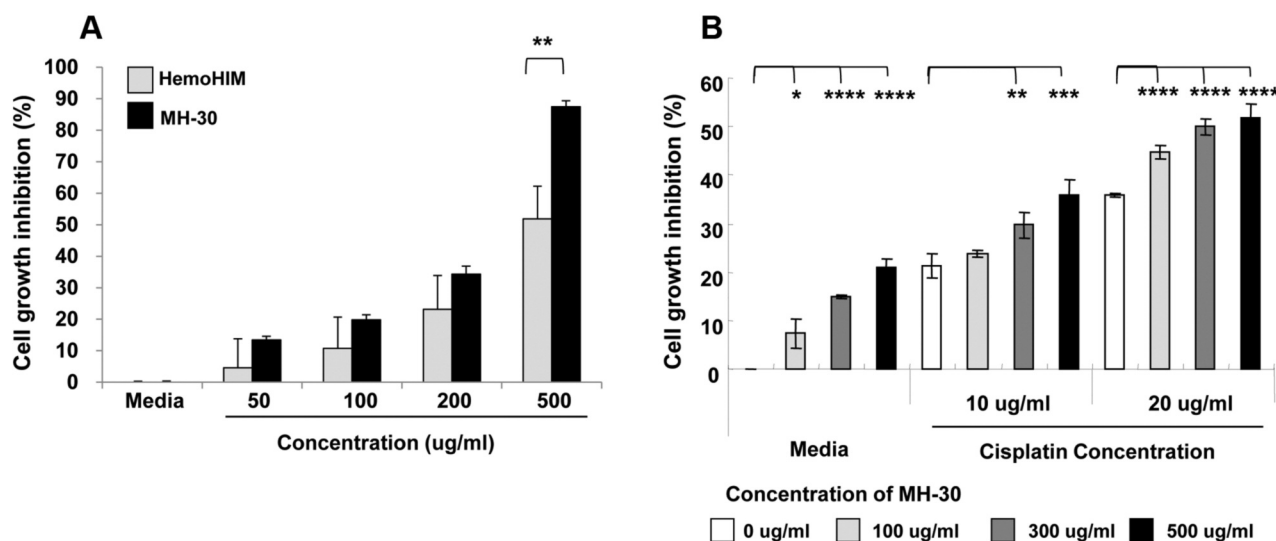 A
Cell growth inhibition (%)
100
90
80
70
60
50
40
30
20
10
0
HemoHIM
MH-30
**
Media 50 100 200 500
Concentration (ug/ml)
B
Cell growth inhibition (%)
60
50
40
30
20
10
0
* **** **** ** *** **** **** ****
10 ug/ml 20 ug/ml
Media Cisplatin Concentration
Concentration of MH-30
0 ug/ml 100 ug/ml 300 ug/ml 500 ug/ml